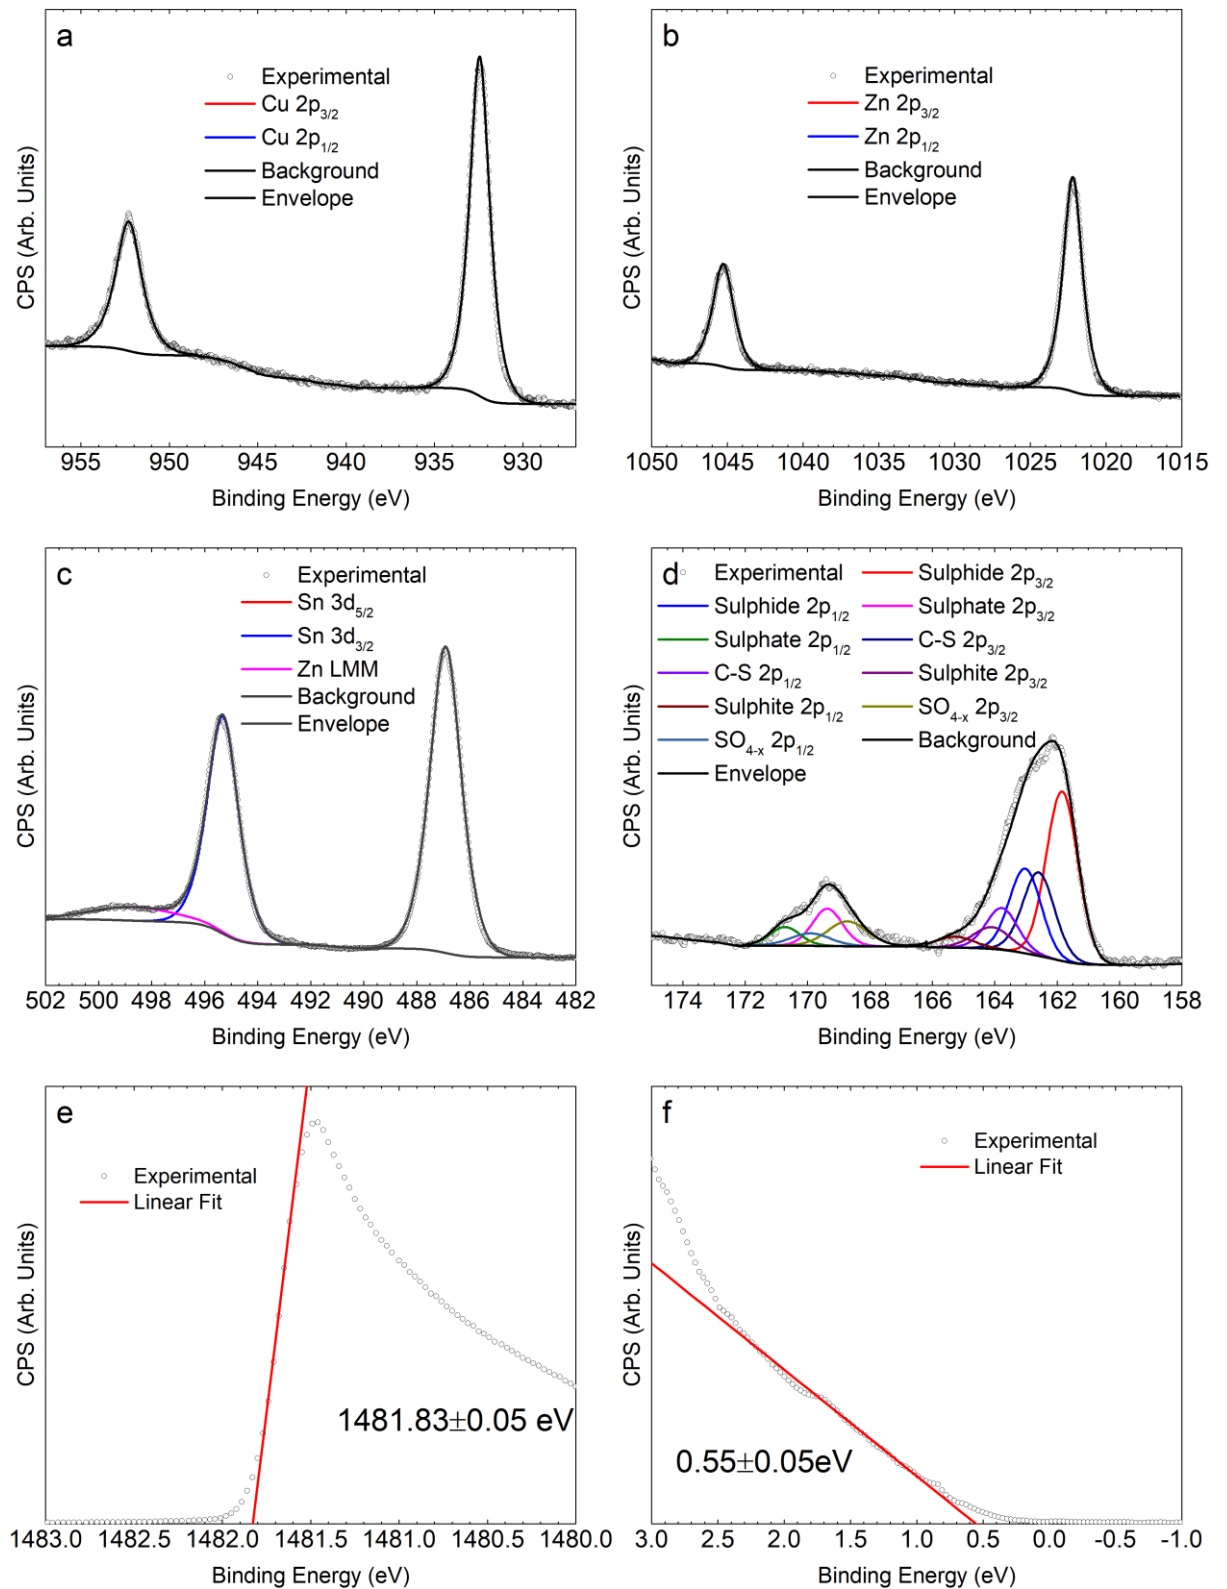 a
Experimental
Cu 2p3/2
Cu 2p1/2
Background
Envelope
CPS (Arb. Units)
955 950 945 940 935 930
Binding Energy (eV)
b
Experimental
Zn 2p3/2
Zn 2p1/2
Background
Envelope
CPS (Arb. Units)
1050 1045 1040 1035 1030 1025 1020 1015
Binding Energy (eV)
c
Experimental
Sn 3d5/2
Sn 3d3/2
Zn LMM
Background
Envelope
CPS (Arb. Units)
502 500 498 496 494 492 490 488 486 484 482
Binding Energy (eV)
d
Experimental Sulphide 2p3/2
Sulphide 2p1/2 Sulphate 2p3/2
Sulphate 2p1/2 C-S 2p3/2
C-S 2p1/2 Sulphite 2p3/2
Sulphite 2p1/2 SO4-x 2p3/2
SO4-x 2p1/2 Background
Envelope
CPS (Arb. Units)
174 172 170 168 166 164 162 160 158
Binding Energy (eV)
e
Experimental
Linear Fit
1481.83±0.05 eV
CPS (Arb. Units)
1483.0 1482.5 1482.0 1481.5 1481.0 1480.5 1480.0
Binding Energy (eV)
f
Experimental
Linear Fit
0.55±0.05eV
CPS (Arb. Units)
3.0 2.5 2.0 1.5 1.0 0.5 0.0 -0.5 -1.0
Binding Energy (eV)